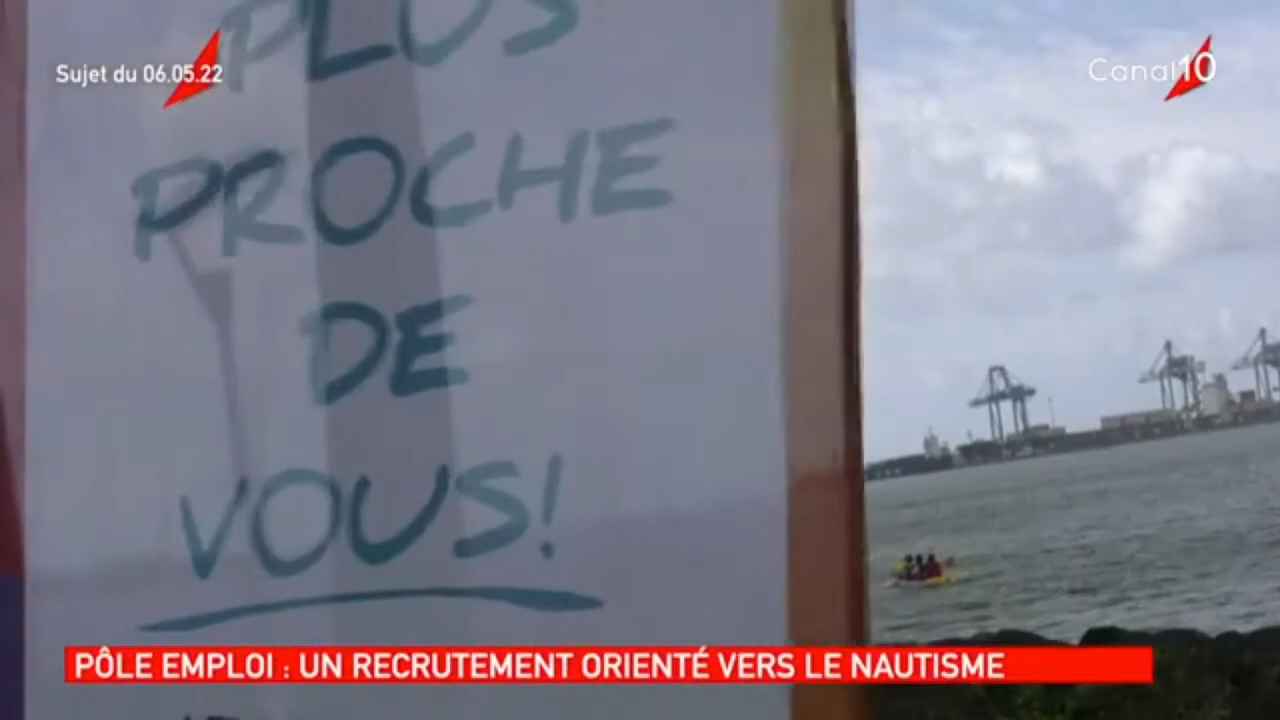 Sujet du 06.05.22
Canal10
PLUS
PROCHE
DE
VOUS!
PÔLE EMPLOI : UN RECRUTEMENT ORIENTÉ VERS LE NAUTISME